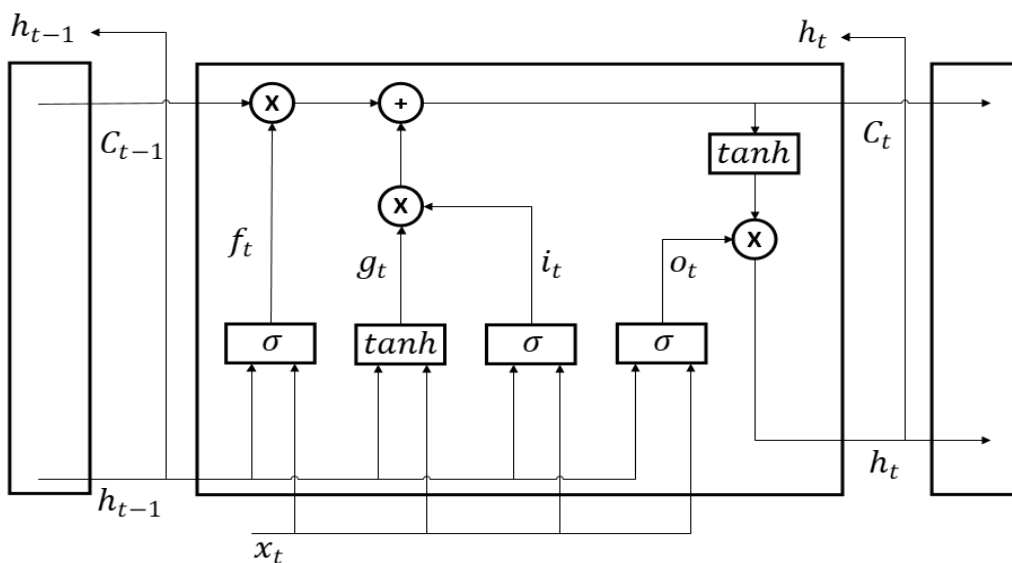 h_{t-1}
h_t
X
+
C_{t-1}
C_t
tanh
X
X
f_t
g_t
i_t
o_t
σ
tanh
σ
σ
h_{t-1}
h_t
x_t